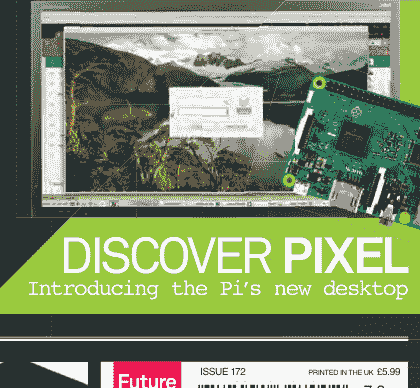 DISCOVER PIXEL
Introducing the Pi's new desktop
ISSUE 172
PRINTED IN THE UK £5.99
Future